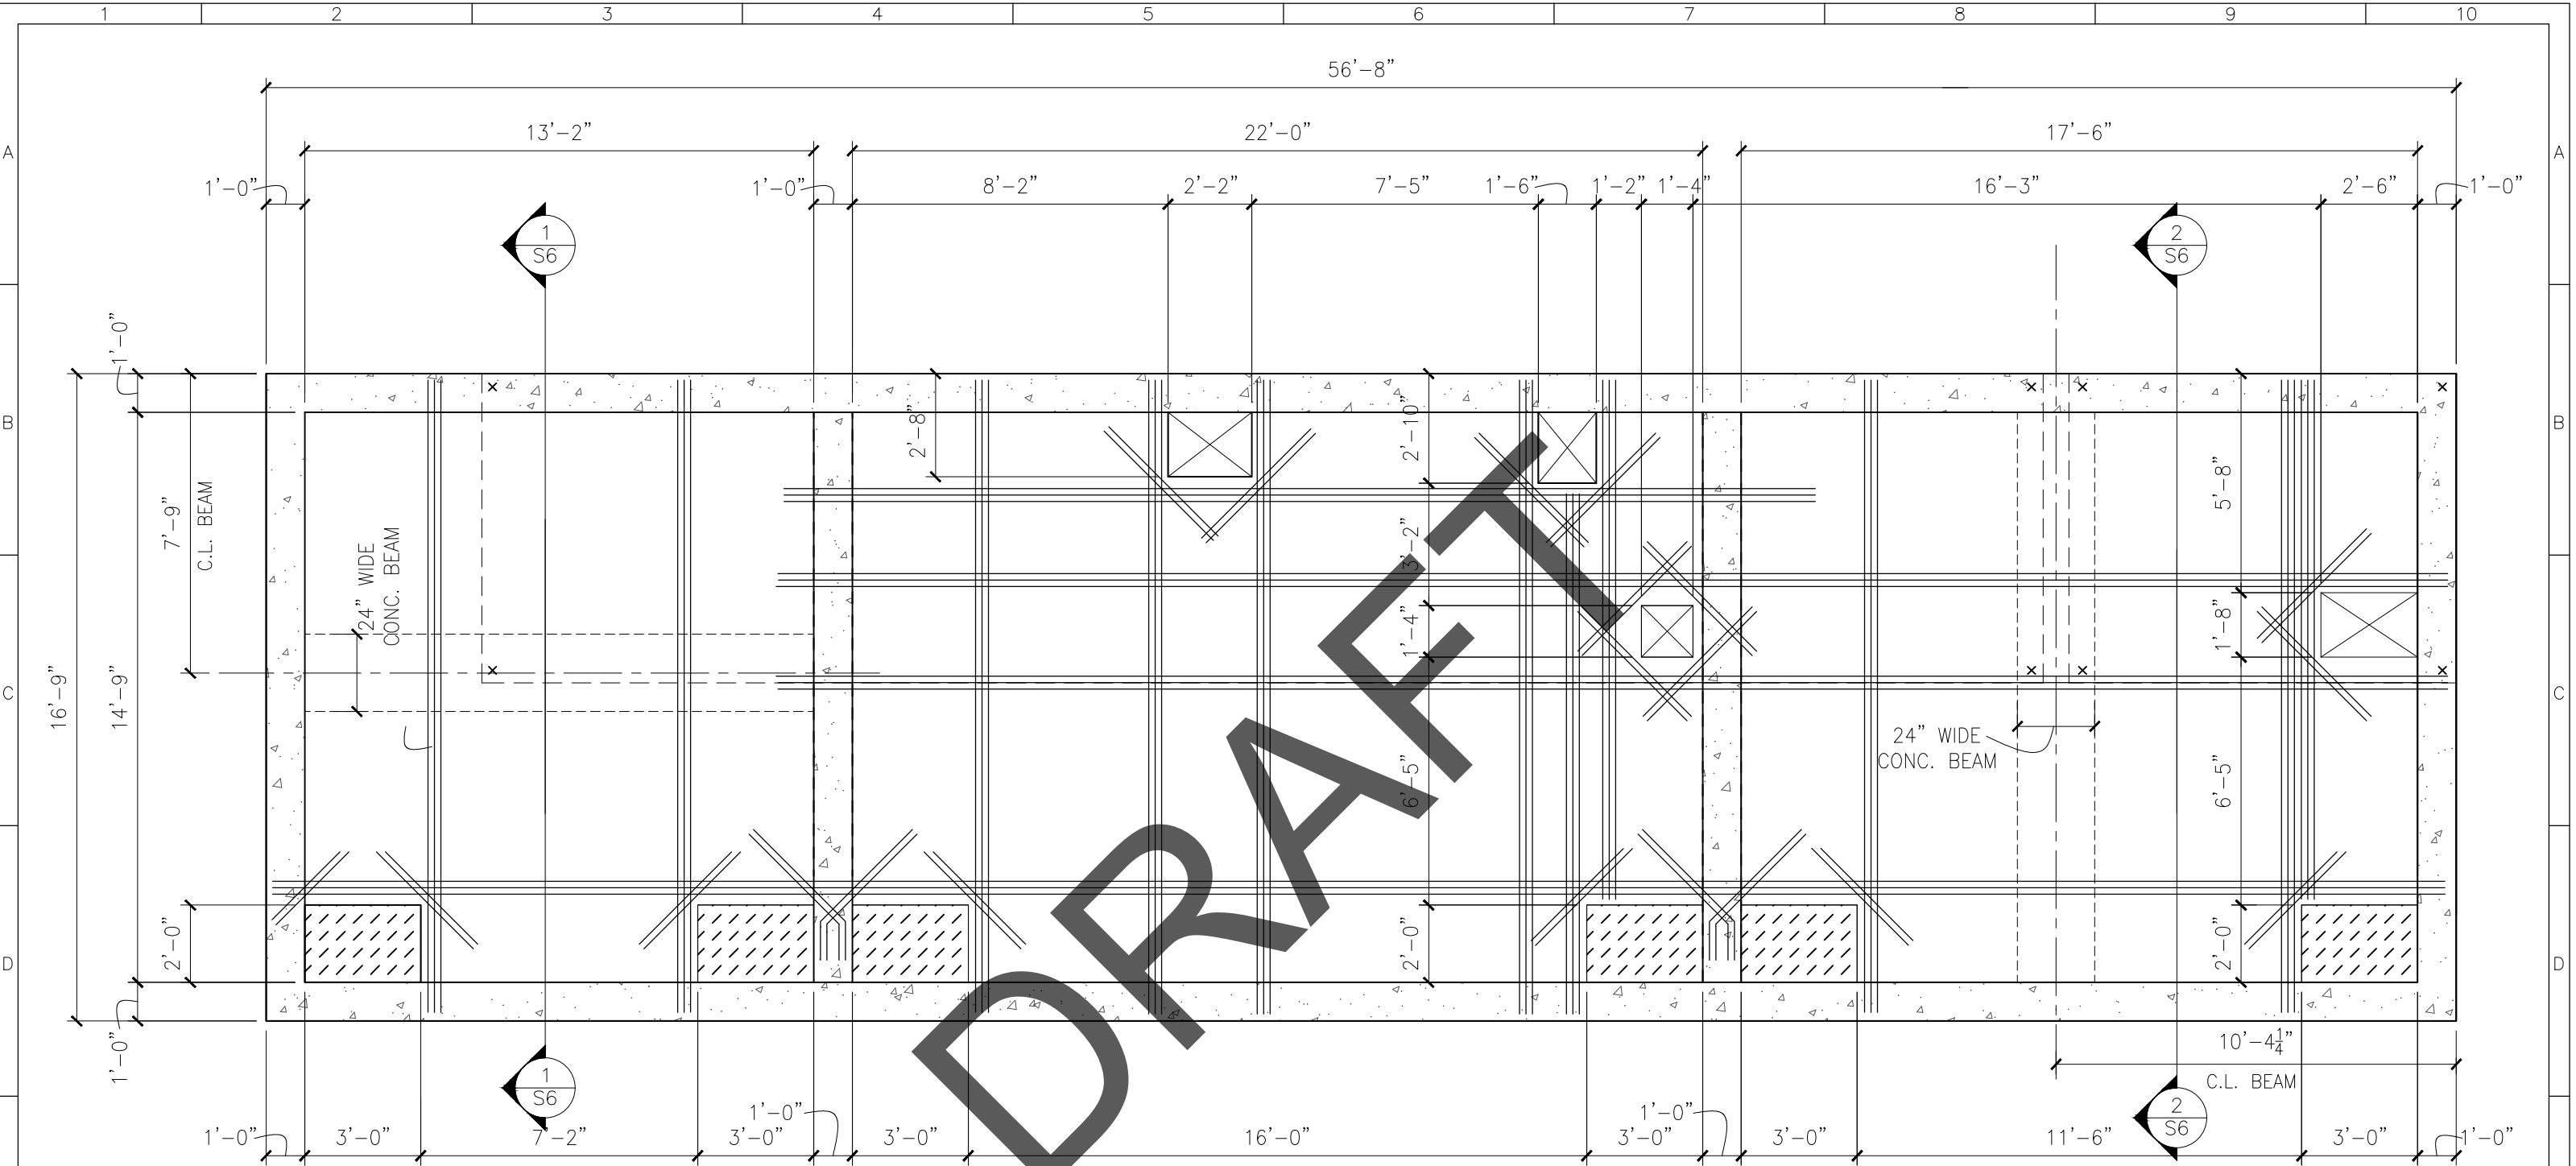 1 2 3 4 5 6 7 8 9 10
56'-8"
A 13'-2" 22'-0" 17'-6" A
1'-0" 1'-0" 8'-2" 2'-2" 7'-5" 1'-6" 1'-2" 1'-4" 16'-3" 2'-6" 1'-0"
1
S6
2
S6
1'-0"
B B
2'-8"
2'-10"
5'-8"
7'-9"
C.L. BEAM
24" WIDE
CONC. BEAM
3'-2"
1'-4"
1'-8"
16'-9"
14'-9"
C C
24" WIDE
CONC. BEAM
6'-5"
6'-5"
2'-0"
2'-0"
2'-0"
D D
DRAFT
1'-0"
10'-4¼"
C.L. BEAM
1
S6
2
S6
1'-0" 3'-0" 7'-2" 3'-0" 1'-0" 3'-0" 16'-0" 3'-0" 1'-0" 3'-0" 11'-6" 3'-0" 1'-0"